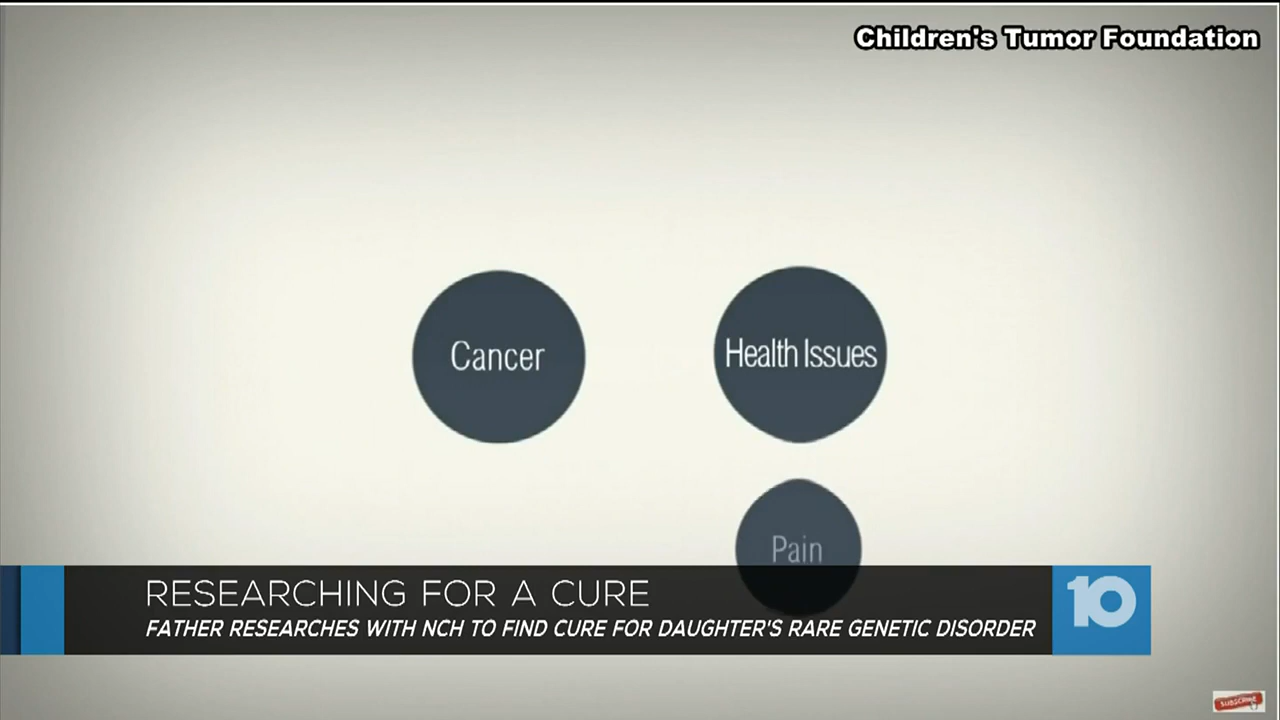 Children's Tumor Foundation
Cancer
Health Issues
Pain
RESEARCHING FOR A CURE
FATHER RESEARCHES WITH NCH TO FIND CURE FOR DAUGHTER'S RARE GENETIC DISORDER
10
SUBSCRIBE